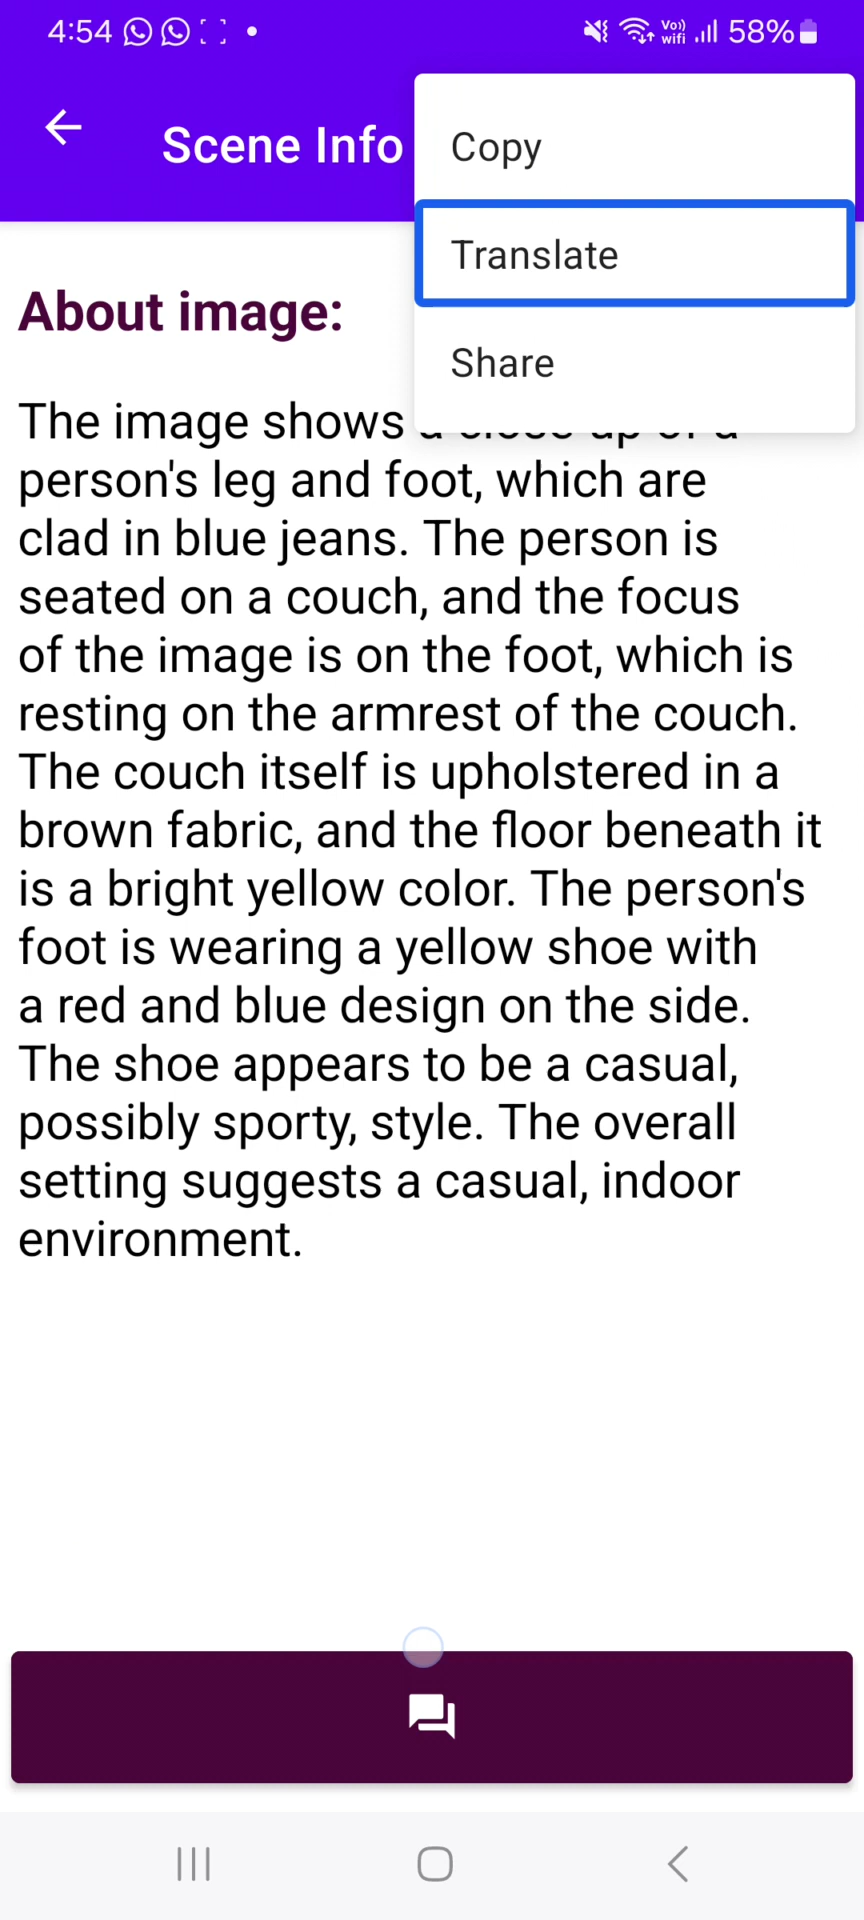 4:54
Vo))
wifi
58%
Scene Info
Copy
Translate
Share
About image:
The image shows
person's leg and foot, which are
clad in blue jeans. The person is
seated on a couch, and the focus
of the image is on the foot, which is
resting on the armrest of the couch.
The couch itself is upholstered in a
brown fabric, and the floor beneath it
is a bright yellow color. The person's
foot is wearing a yellow shoe with
a red and blue design on the side.
The shoe appears to be a casual,
possibly sporty, style. The overall
setting suggests a casual, indoor
environment.